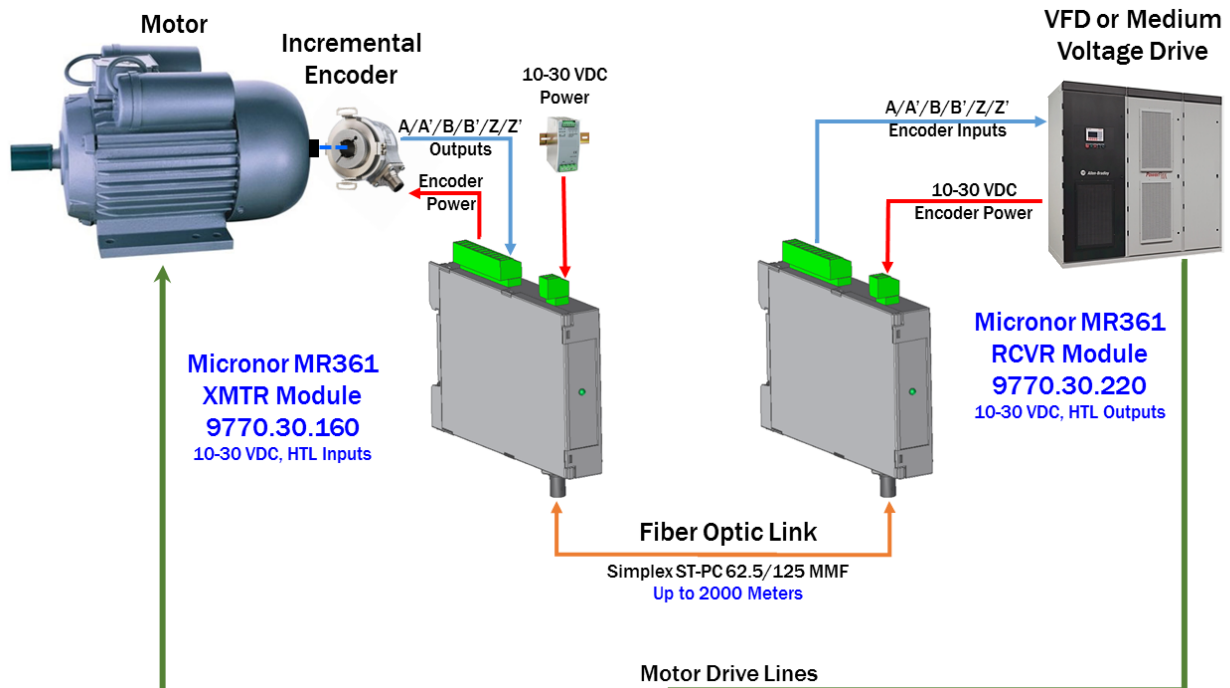 Motor
Incremental
Encoder
10-30 VDC
Power
A/A'/B/B'/Z/Z'
Outputs
Encoder
Power
VFD or Medium
Voltage Drive
A/A'/B/B'/Z/Z'
Encoder Inputs
10-30 VDC
Encoder Power
Allen-Bradley
Micronor MR361
XMTR Module
9770.30.160
10-30 VDC, HTL Inputs
Micronor MR361
RCVR Module
9770.30.220
10-30 VDC, HTL Outputs
Fiber Optic Link
Simplex ST-PC 62.5/125 MMF
Up to 2000 Meters
Motor Drive Lines